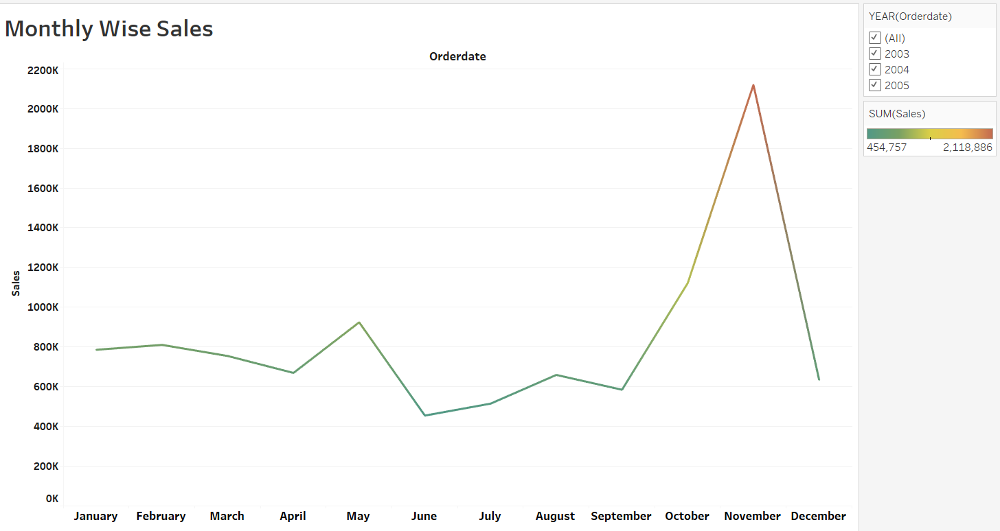 Monthly Wise Sales
Orderdate
2200K
2000K
1800K
1600K
1400K
1200K
1000K
800K
600K
400K
200K
0K
Sales
January February March April May June July August September October November December
YEAR(Orderdate)
(All)
2003
2004
2005
SUM(Sales)
454,757 2,118,886